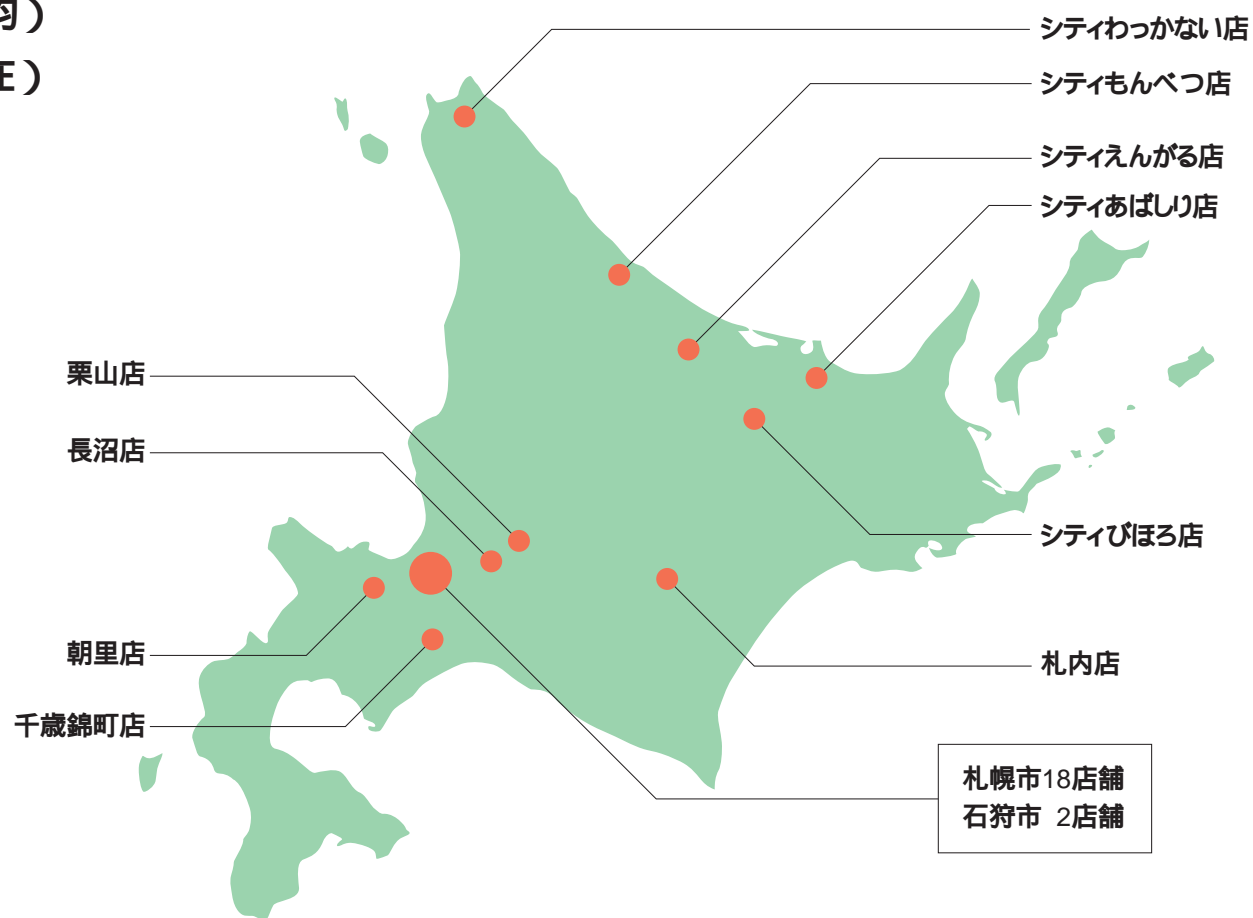 シティわっかない店
シティもんべつ店
シティえんがる店
シティあばしり店
栗山店
長沼店
シティびほろ店
朝里店
札内店
千歳錦町店
札幌市18店舗
石狩市 2店舗